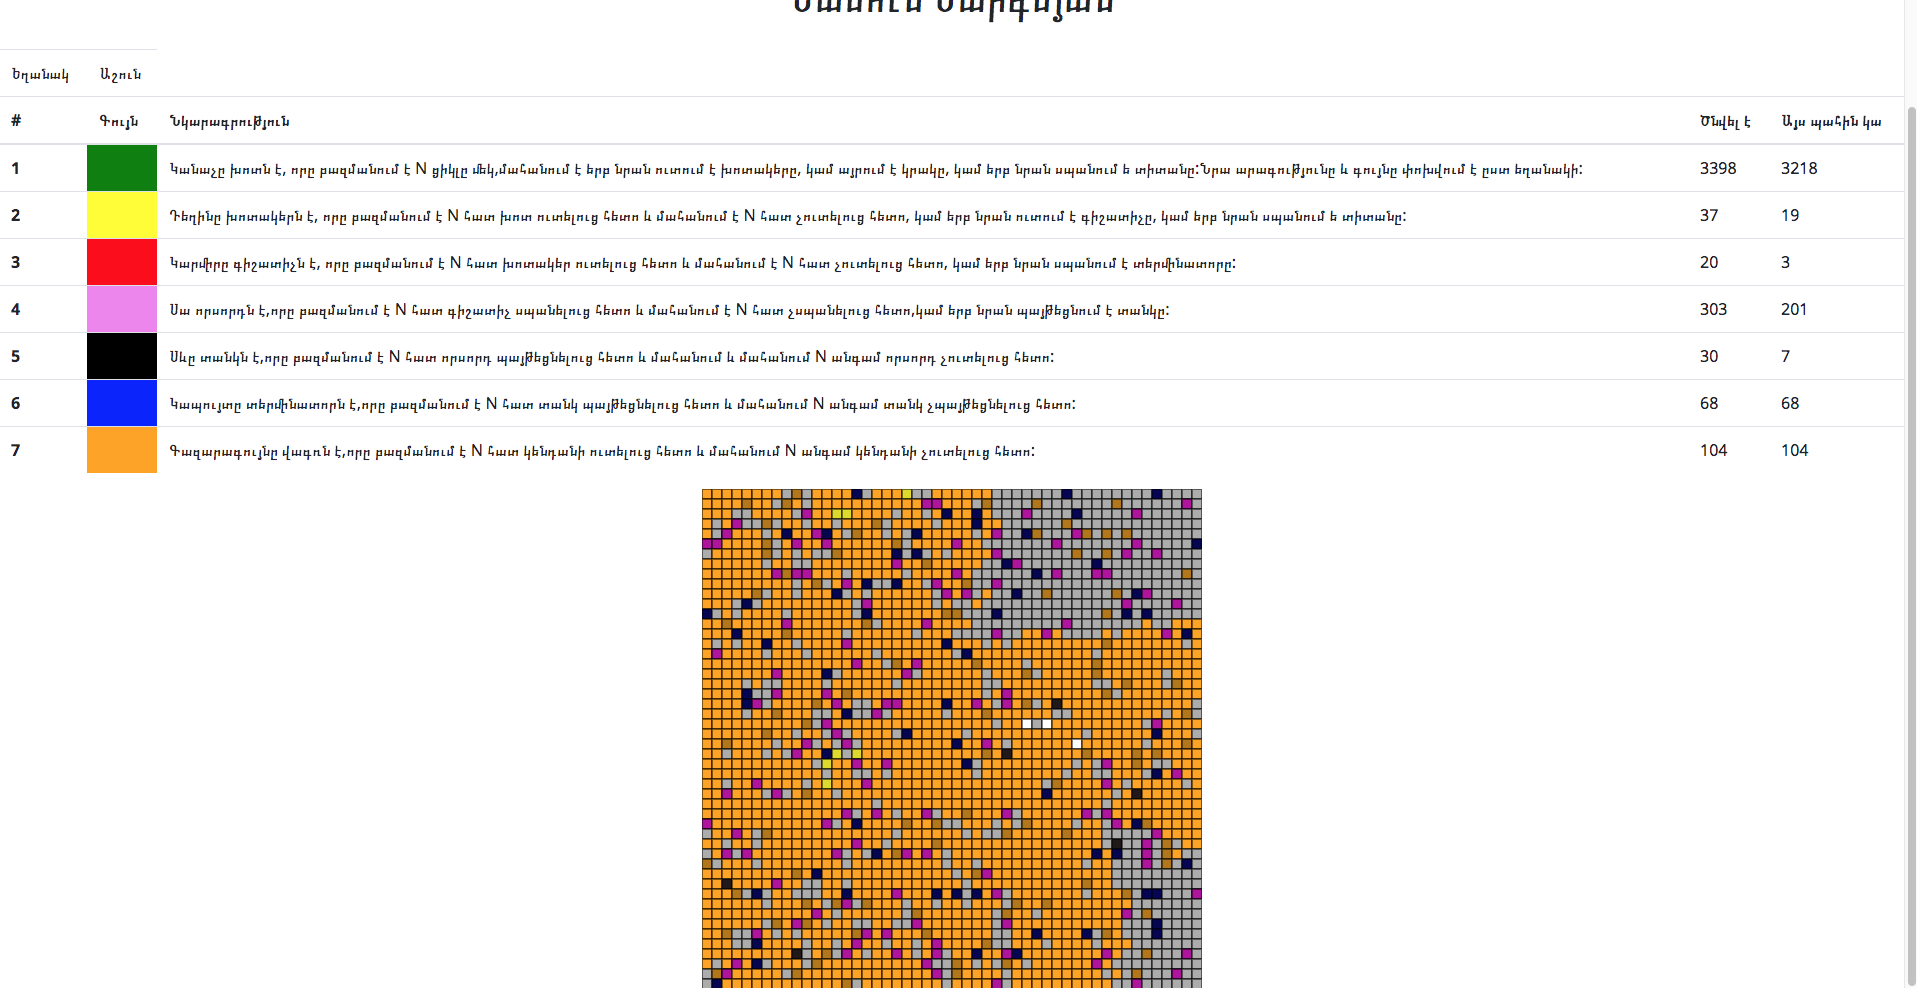 Մանուել Սարգսյան
Եղանակ Աշուն
# Գույն Նկարագրություն Ծնվել է Այս պահին կա
1 Կանաչը խոտն է, որը բազմանում է N ցիկլը մեկ,մահանում է երբ նրան ուտում է խոտակերը, կամ այրում է կրակը, կամ երբ նրան սպանում ե տիտանը:Նրա արագությունը և գույնը փոխվում է ըստ եղանակի: 3398 3218
2 Դեղինը խոտակերն է, որը բազմանում է N հատ խոտ ուտելուց հետո և մահանում է N հատ չուտելուց հետո, կամ երբ նրան ուտում է գիշատիչը, կամ երբ նրան սպանում ե տիտանը: 37 19
3 Կարմիրը գիշատիչն է, որը բազմանում է N հատ խոտակեր ուտելուց հետո և մահանում է N հատ չուտելուց հետո, կամ երբ նրան սպանում է տերմինատորը: 20 3
4 Սա որսորդն է,որը բազմանում է N հատ գիշատիչ սպանելուց հետո և մահանում է N հատ չսպանելուց հետո,կամ երբ նրան պայթեցնում է տանկը: 303 201
5 Սևը տանկն է,որը բազմանում է N հատ որսորդ պայթեցնելուց հետո և մահանում և մահանում N անգամ որսորդ չուտելուց հետո: 30 7
6 Կապույտը տերմինատորն է,որը բազմանում է N հատ տանկ պայթեցնելուց հետո և մահանում N անգամ տանկ չպայթեցնելուց հետո: 68 68
7 Գազարագույնը վագռն է,որը բազմանում է N հատ կենդանի ուտելուց հետո և մահանում N անգամ կենդանի չուտելուց հետո: 104 104